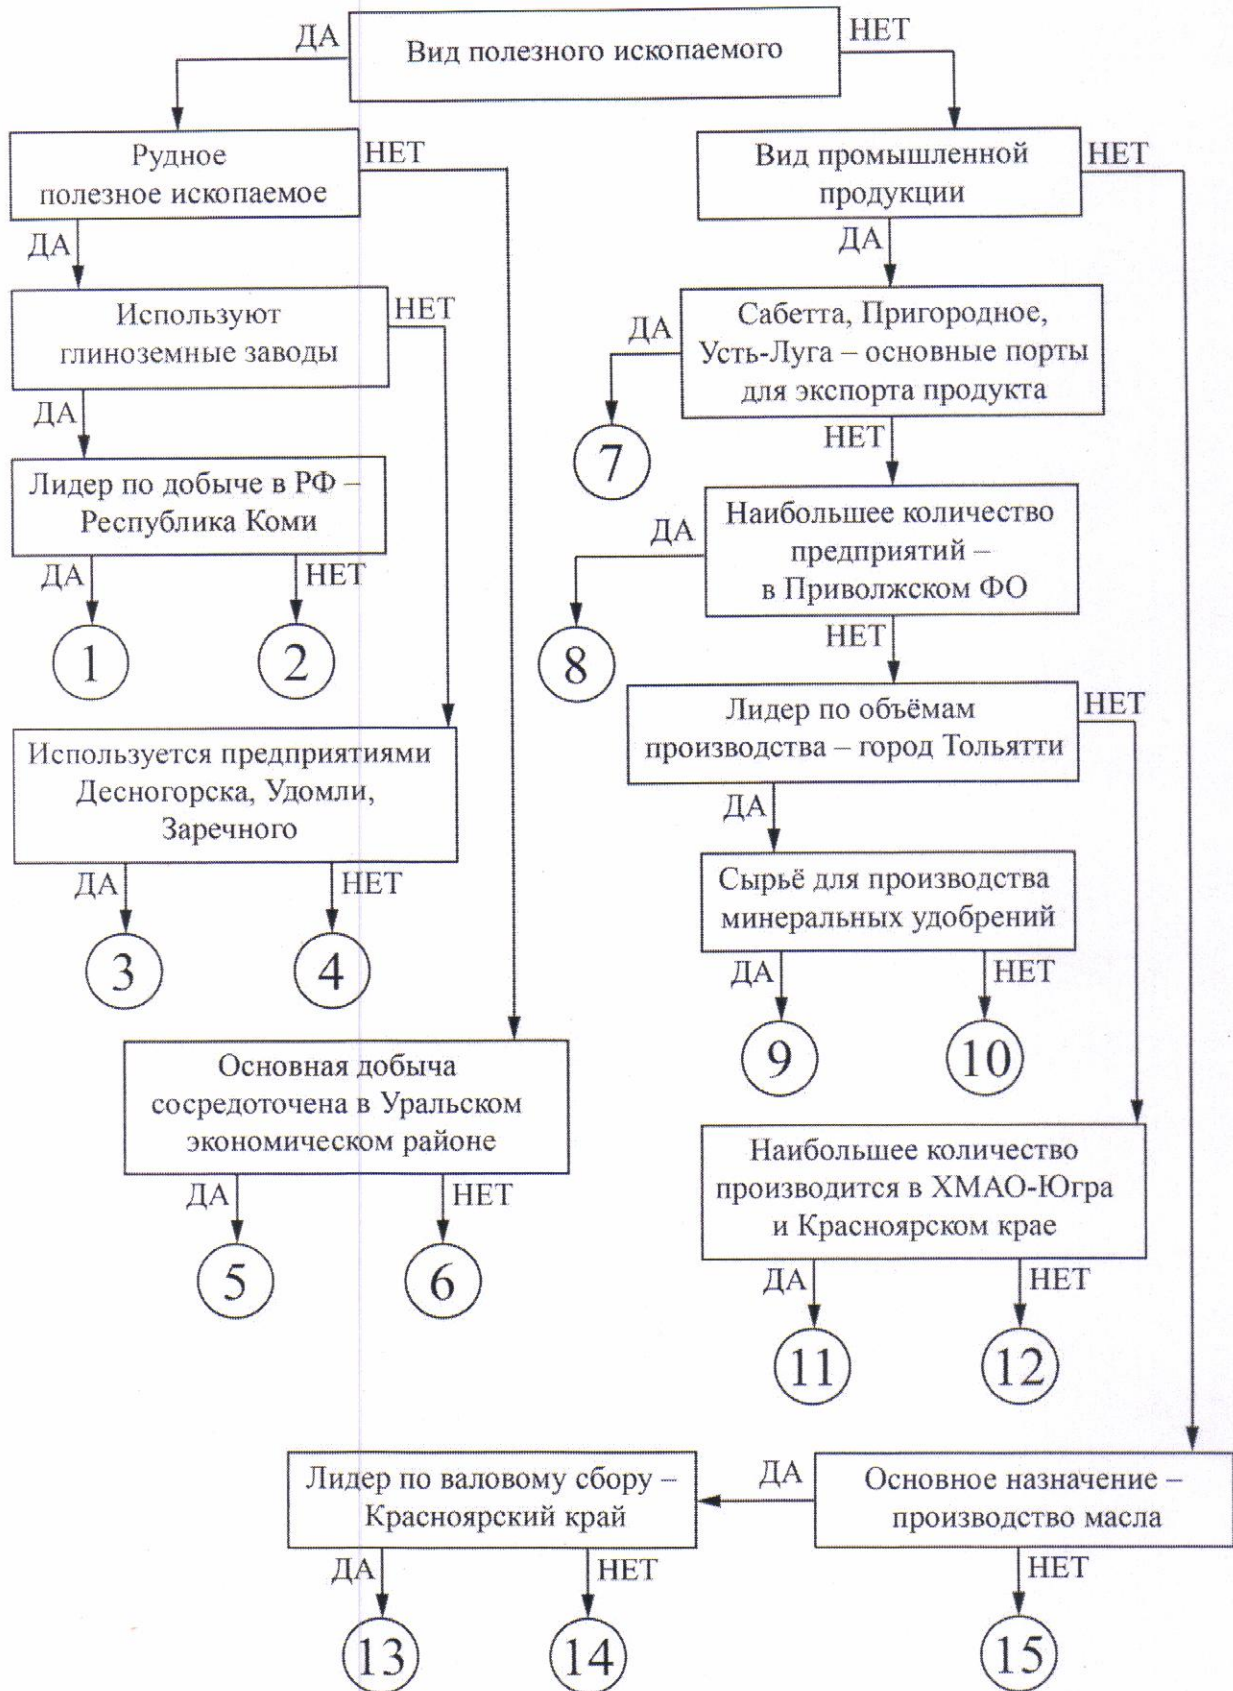 ДА
Вид полезного ископаемого
НЕТ
Рудное
полезное ископаемое
НЕТ
Вид промышленной
продукции
НЕТ
ДА
ДА
Используют
глиноземные заводы
НЕТ
ДА
Сабетта, Пригородное,
Усть-Луга – основные порты
для экспорта продукта
ДА
7
НЕТ
Лидер по добыче в РФ –
Республика Коми
ДА
Наибольшее количество
предприятий –
в Приволжском ФО
ДА
НЕТ
1
2
8
НЕТ
Лидер по объёмам
производства – город Тольятти
НЕТ
Используется предприятиями
Десногорска, Удомли,
Заречного
ДА
ДА
НЕТ
Сырьё для производства
минеральных удобрений
3
4
ДА
НЕТ
9
10
Основная добыча
сосредоточена в Уральском
экономическом районе
Наибольшее количество
производится в ХМАО-Югра
и Красноярском крае
ДА
НЕТ
5
6
ДА
НЕТ
11
12
Лидер по валовому сбору –
Красноярский край
ДА
Основное назначение –
производство масла
ДА
НЕТ
НЕТ
13
14
15